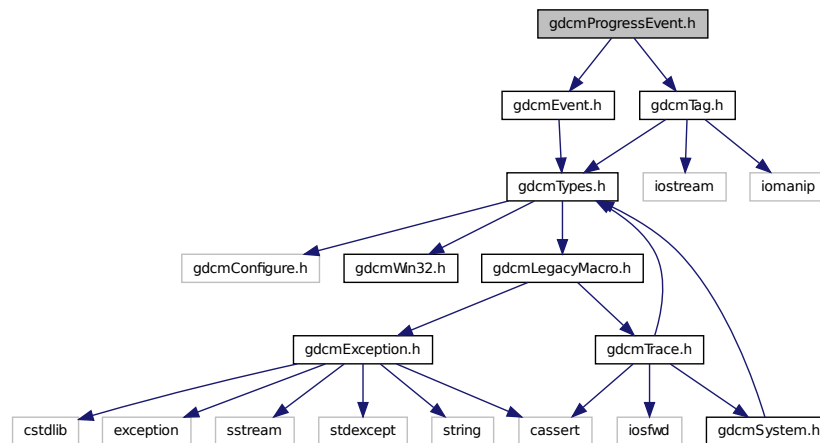 gdcmProgressEvent.h
gdcmEvent.h
gdcmTag.h
gdcmTypes.h
iostream
iomanip
gdcmConfigure.h
gdcmWin32.h
gdcmLegacyMacro.h
gdcmException.h
gdcmTrace.h
cstdlib
exception
sstream
stdexcept
string
cassert
iosfwd
gdcmSystem.h